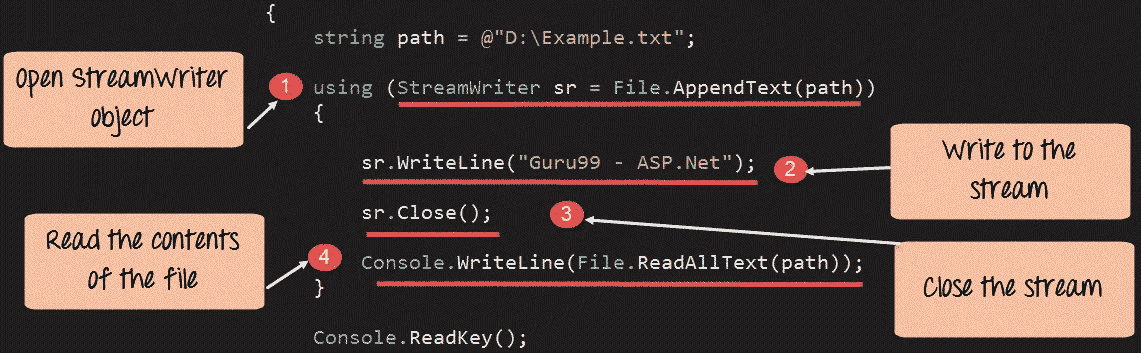 {
string path = @"D:\Example.txt";
Open StreamWriter
object
1
using (StreamWriter sr = File.AppendText(path))
{
sr.WriteLine("Guru99 - ASP.Net");
2
Write to the
stream
sr.Close();
3
Read the contents
of the file
4
Console.WriteLine(File.ReadAllText(path));
Close the stream
}
Console.ReadKey();